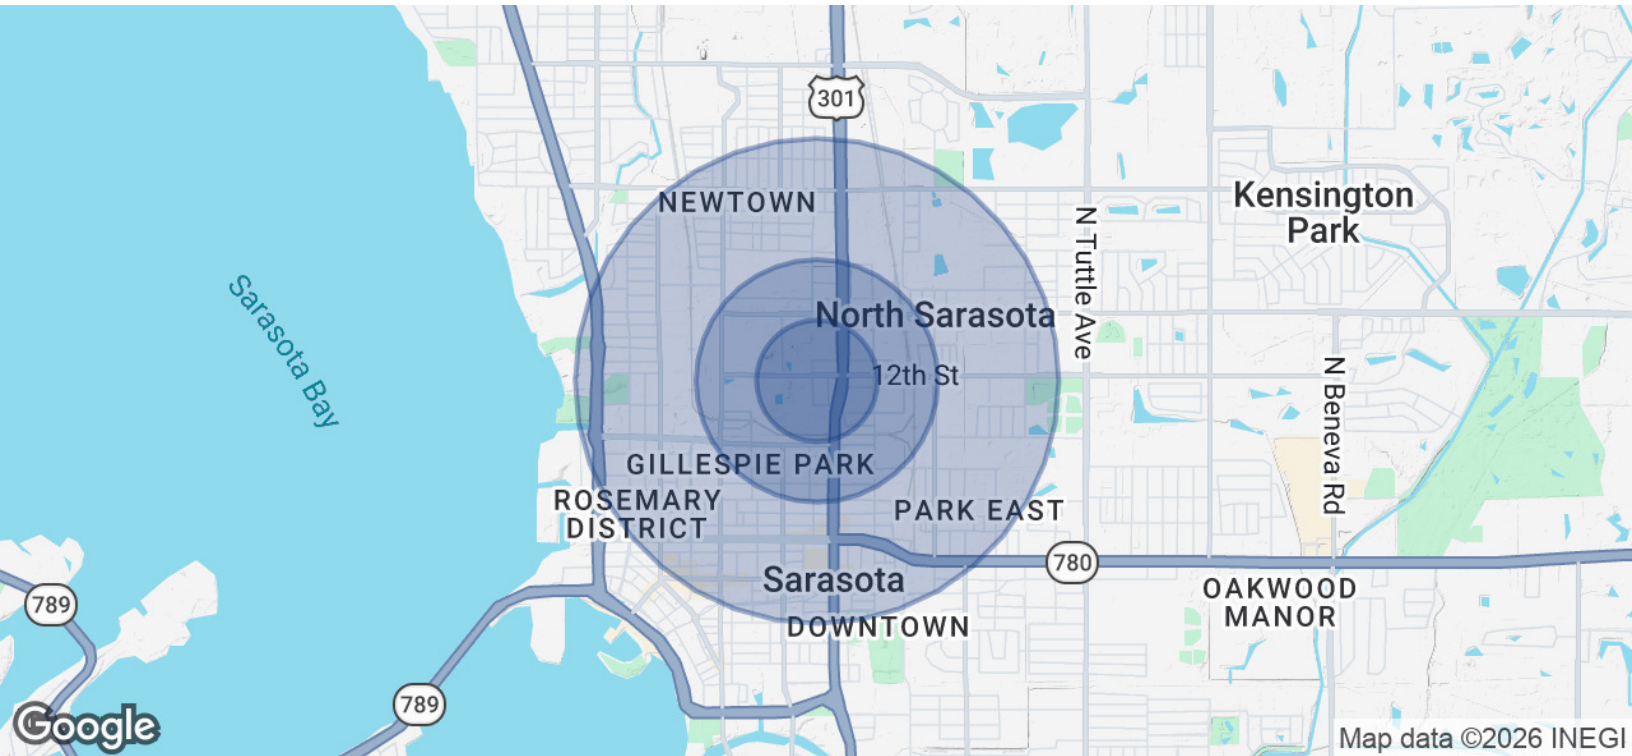 301
NEWTOWN
Kensington
Park
N Tuttle Ave
Sarasota Bay
North Sarasota
12th St
N Beneva Rd
GILLESPIE PARK
ROSEMARY
DISTRICT
PARK EAST
780
Sarasota
DOWNTOWN
OAKWOOD
MANOR
789
789
Google
Map data ©2026 INEGI